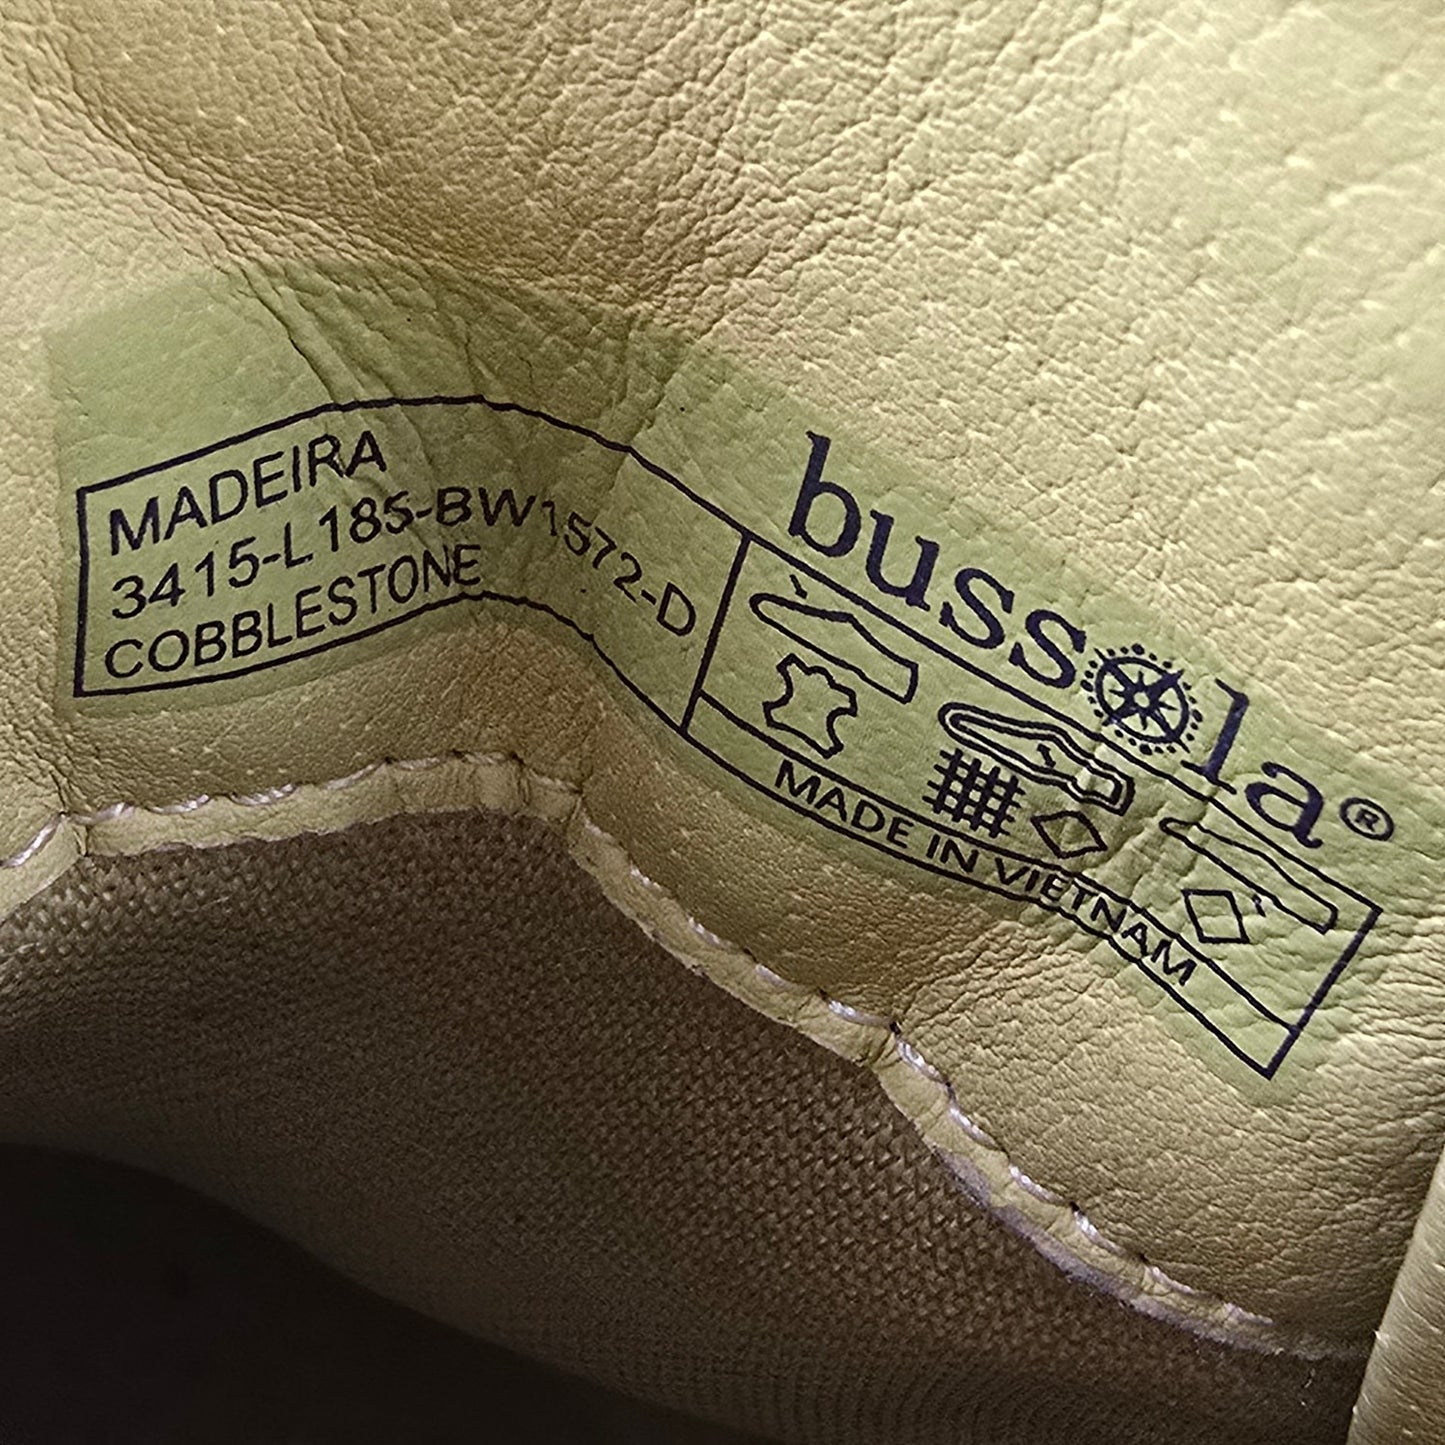 MADEIRA
3415-L185-BW1572-D
COBBLESTONE
bussola®
MADE IN VIETNAM